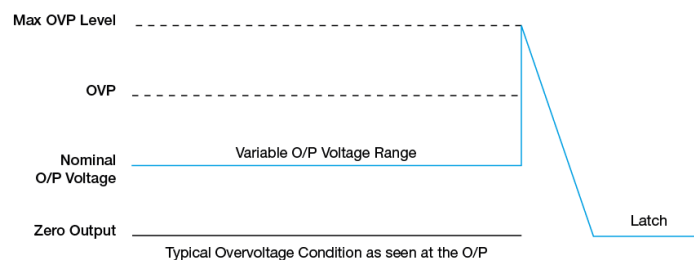 Max OVP Level
OVP
Variable O/P Voltage Range
Nominal
O/P Voltage
Latch
Zero Output
Typical Overvoltage Condition as seen at the O/P